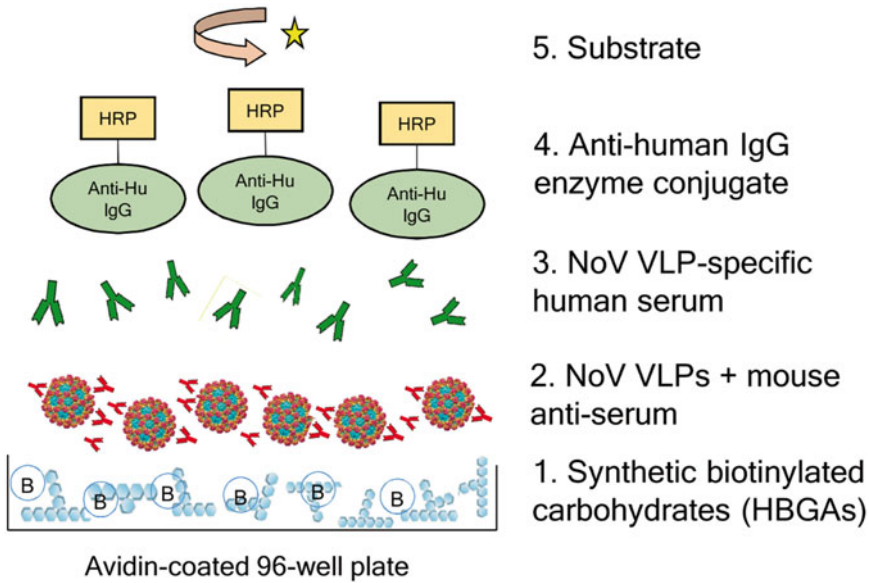 5. Substrate
HRP
HRP
HRP
Anti-Hu
IgG
Anti-Hu
IgG
Anti-Hu
IgG
4. Anti-human IgG
enzyme conjugate
3. NoV VLP-specific
human serum
2. NoV VLPs + mouse
anti-serum
B
B
B
B
B
B
1. Synthetic biotinylated
carbohydrates (HBGAs)
Avidin-coated 96-well plate